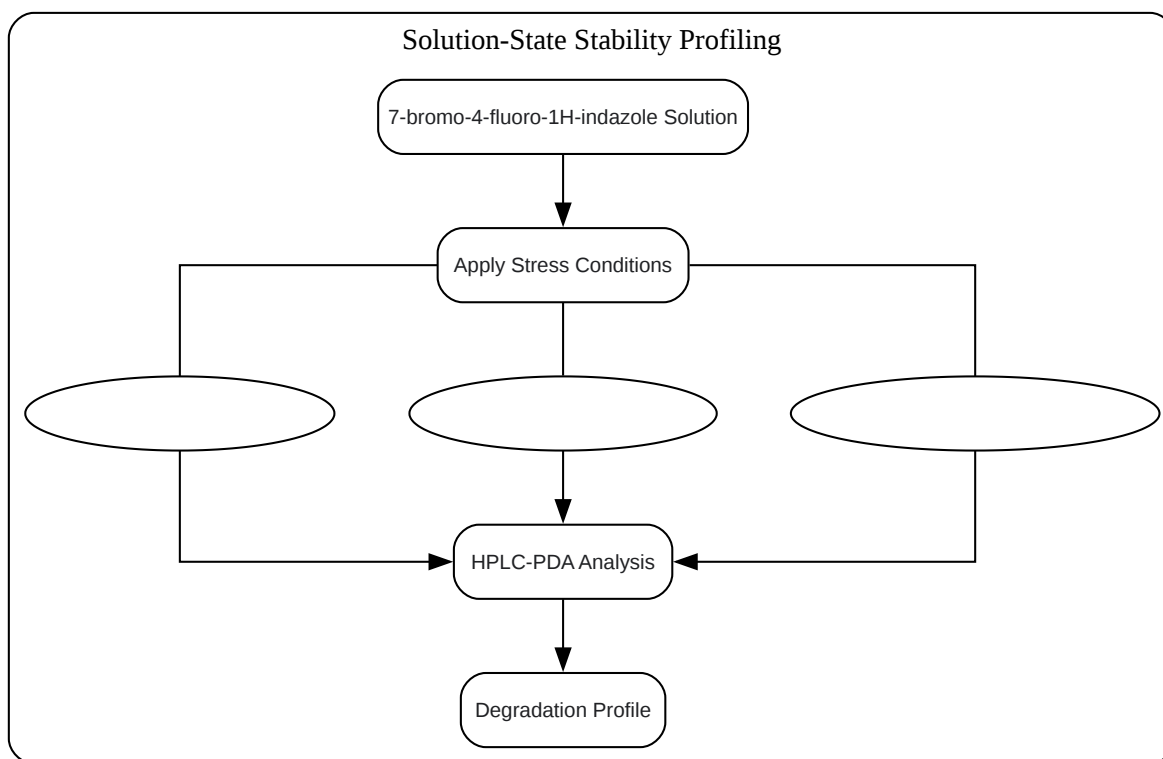 Solution-State Stability Profiling
7-bromo-4-fluoro-1H-indazole Solution
Apply Stress Conditions
HPLC-PDA Analysis
Degradation Profile